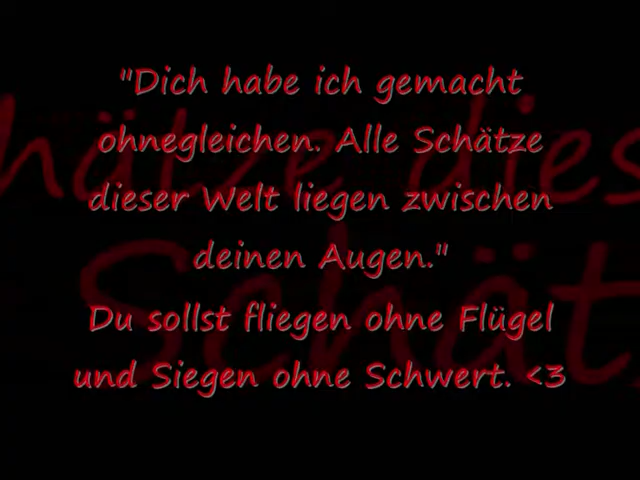 "Dich habe ich gemacht
ohnegleichen. Alle Schätze
dieser Welt liegen zwischen
deinen Augen."
Du sollst fliegen ohne Flügel
und Siegen ohne Schwert. <3